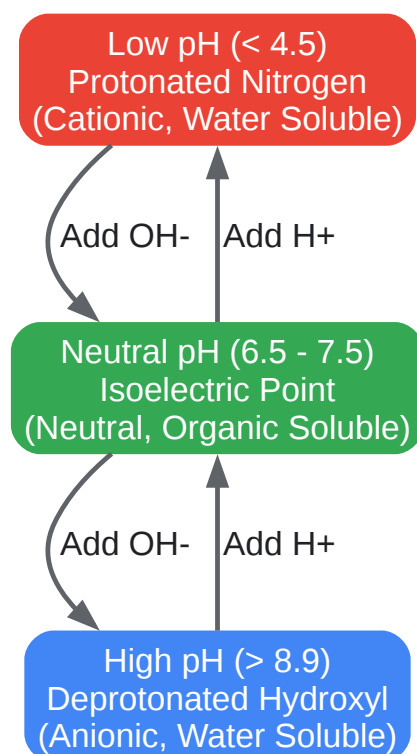 Low pH (< 4.5)
Protonated Nitrogen
(Cationic, Water Soluble)
Add OH-
Add H+
Neutral pH (6.5 - 7.5)
Isoelectric Point
(Neutral, Organic Soluble)
Add OH-
Add H+
High pH (> 8.9)
Deprotonated Hydroxyl
(Anionic, Water Soluble)